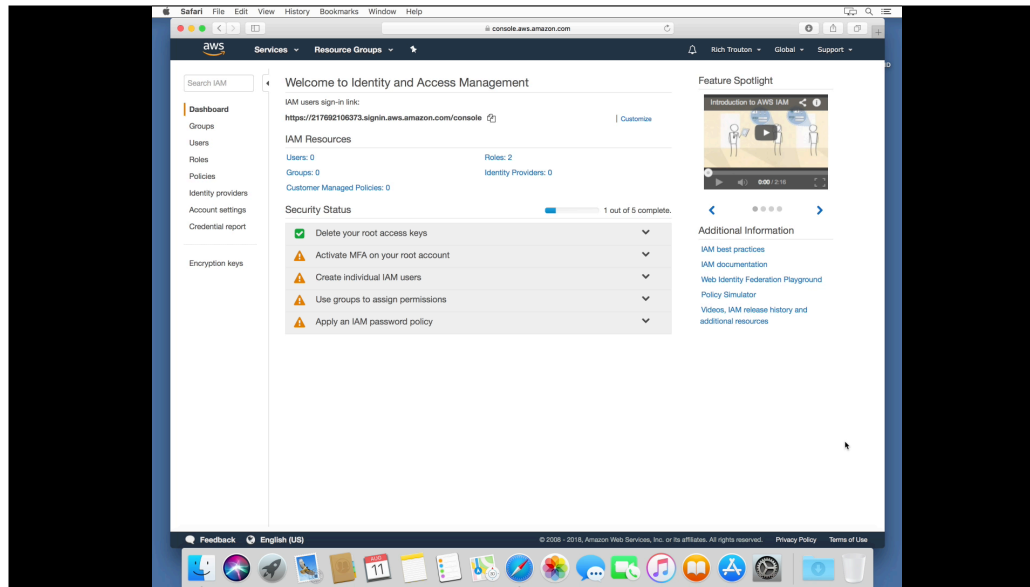 Safari File Edit View History Bookmarks Window Help
console.aws.amazon.com
aws Services Resource Groups Rich Trouton Global Support
Search IAM
Dashboard
Groups
Users
Roles
Policies
Identity providers
Account settings
Credential report
Encryption keys
Welcome to Identity and Access Management
IAM users sign-in link:
https://217692106373.signin.aws.amazon.com/console | Customize
IAM Resources
Users: 0 Roles: 2
Groups: 0 Identity Providers: 0
Customer Managed Policies: 0
Security Status 1 out of 5 complete.
Delete your root access keys
Activate MFA on your root account
Create individual IAM users
Use groups to assign permissions
Apply an IAM password policy
Feature Spotlight
Introduction to AWS IAM
0:00 / 2:16
Additional Information
IAM best practices
IAM documentation
Web Identity Federation Playground
Policy Simulator
Videos, IAM release history and
additional resources
Feedback English (US) © 2008 - 2018, Amazon Web Services, Inc. or its affiliates. All rights reserved. Privacy Policy Terms of Use
11